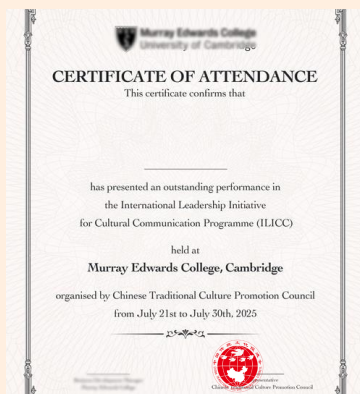 Murray Edwards College
University of Cambridge
CERTIFICATE OF ATTENDANCE
This certificate confirms that
has presented an outstanding performance in
the International Leadership Initiative
for Cultural Communication Programme (ILICC)
held at
Murray Edwards College, Cambridge
organised by Chinese Traditional Culture Promotion Council
from July 21st to July 30th, 2025
Representative
Chinese Traditional Culture Promotion Council